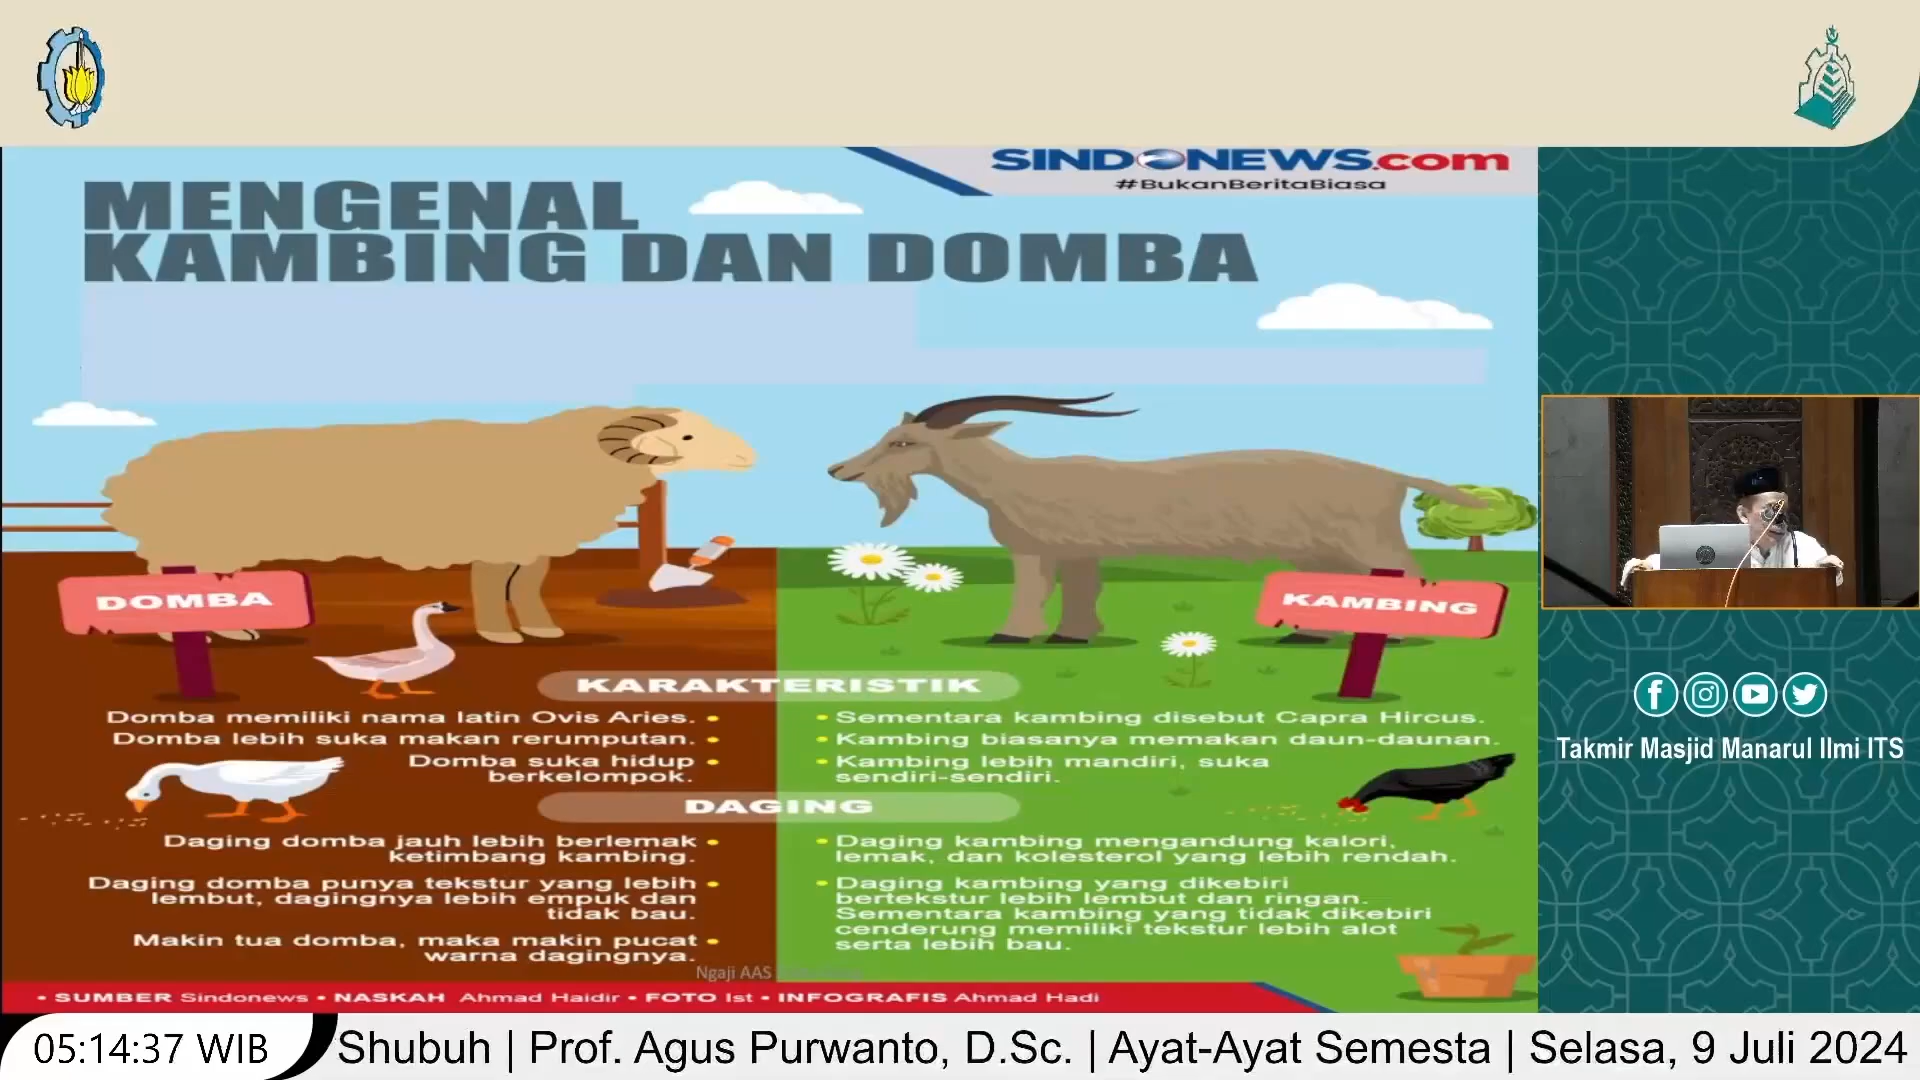 SINDONEWS.com
#BukanBeritaBiasa
MENGENAL
KAMBING DAN DOMBA
DOMBA
KAMBING
KARAKTERISTIK
Domba memiliki nama latin Ovis Aries.
Domba lebih suka makan rerumputan.
Domba suka hidup
berkelompok.
Sementara kambing disebut Capra Hircus.
Kambing biasanya memakan daun-daunan.
Kambing lebih mandiri, suka
sendiri-sendiri.
DAGING
Daging domba jauh lebih berlemak
ketimbang kambing.
Daging domba punya tekstur yang lebih
lembut, dagingnya lebih empuk dan
tidak bau.
Makin tua domba, maka makin pucat
warna dagingnya.
Daging kambing mengandung kalori,
lemak, dan kolesterol yang lebih rendah.
Daging kambing yang dikebiri
bertekstur lebih lembut dan ringan.
Sementara kambing yang tidak dikebiri
cenderung memiliki tekstur lebih alot
serta lebih bau.
Ngaji AAS
• SUMBER Sindonews • NASKAH Ahmad Haidir • FOTO Ist • INFOGRAFIS Ahmad Hadi
Takmir Masjid Manarul Ilmi ITS
05:14:37 WIB
Shubuh | Prof. Agus Purwanto, D.Sc. | Ayat-Ayat Semesta | Selasa, 9 Juli 2024